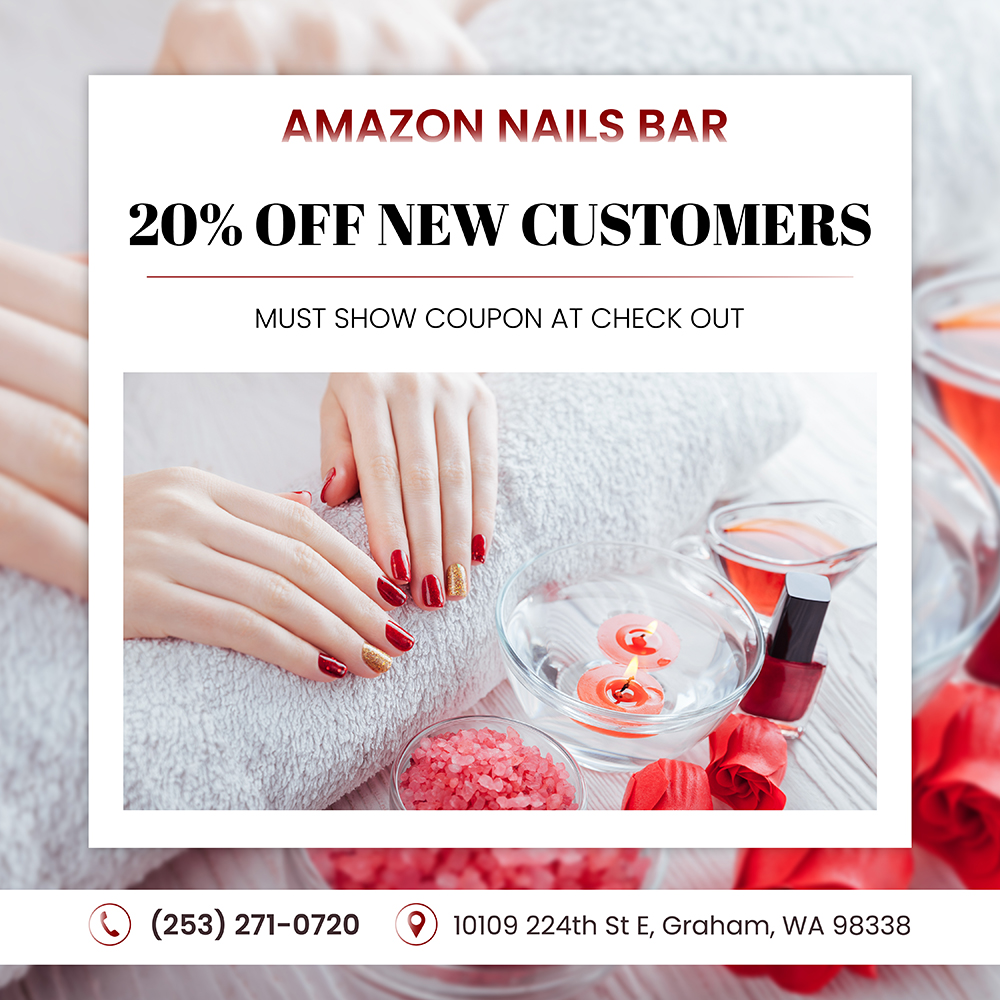 AMAZON NAILS BAR
20% OFF NEW CUSTOMERS
MUST SHOW COUPON AT CHECK OUT
(253) 271-0720
10109 224th St E, Graham, WA 98338